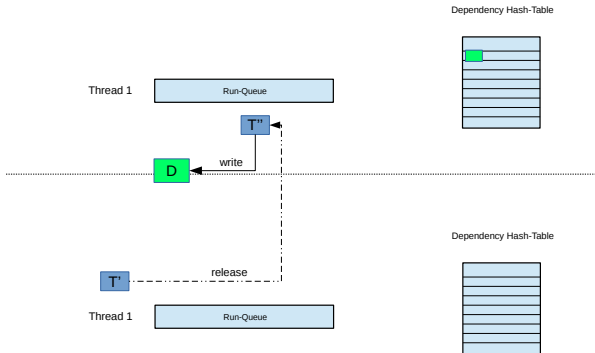 Dependency Hash-Table
Thread 1
Run-Queue
T''
write
D
Dependency Hash-Table
release
T'
Thread 1
Run-Queue